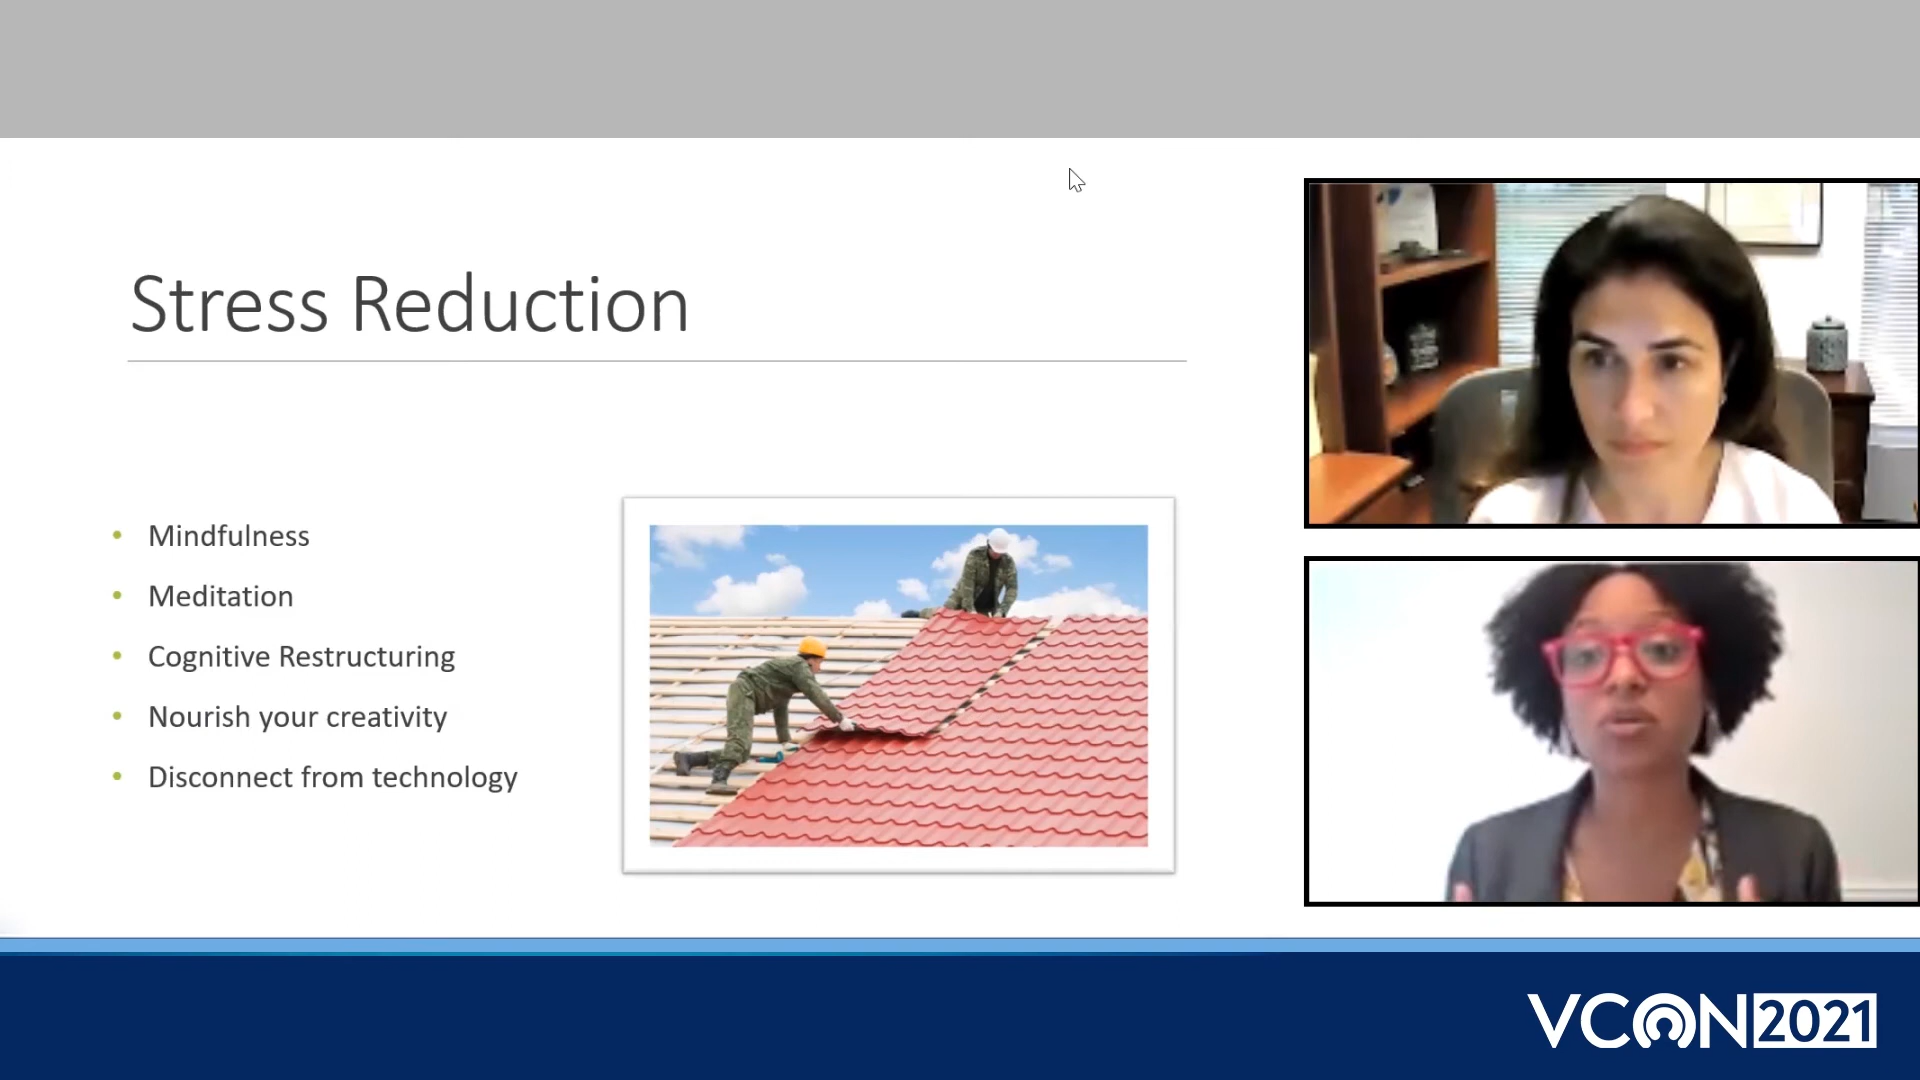 Stress Reduction
• Mindfulness
• Meditation
• Cognitive Restructuring
• Nourish your creativity
• Disconnect from technology
VCON2021